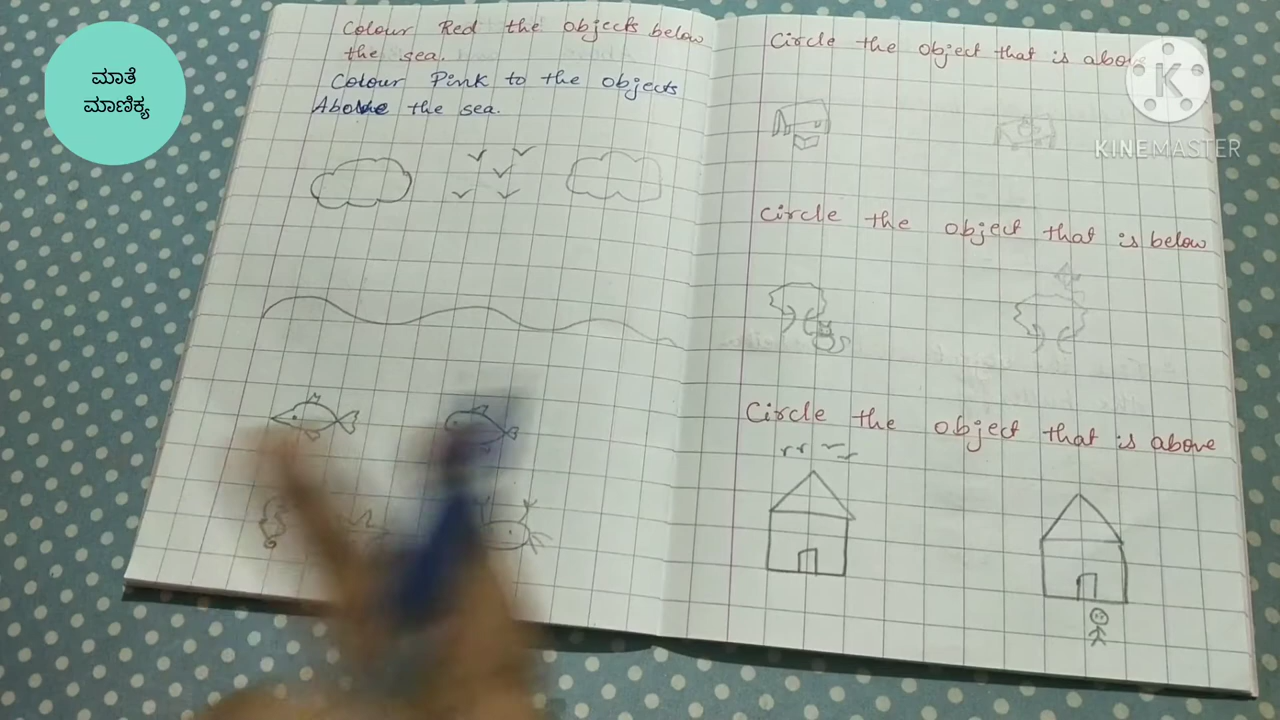 ಮಾತೆ
ಮಾಣಿಕ್ಯ
Colour Red the objects below
the sea.
Colour Pink to the objects
Above the sea.
Circle the object that is above
K
KINEMASTER
Circle the object that is below
Circle the object that is above